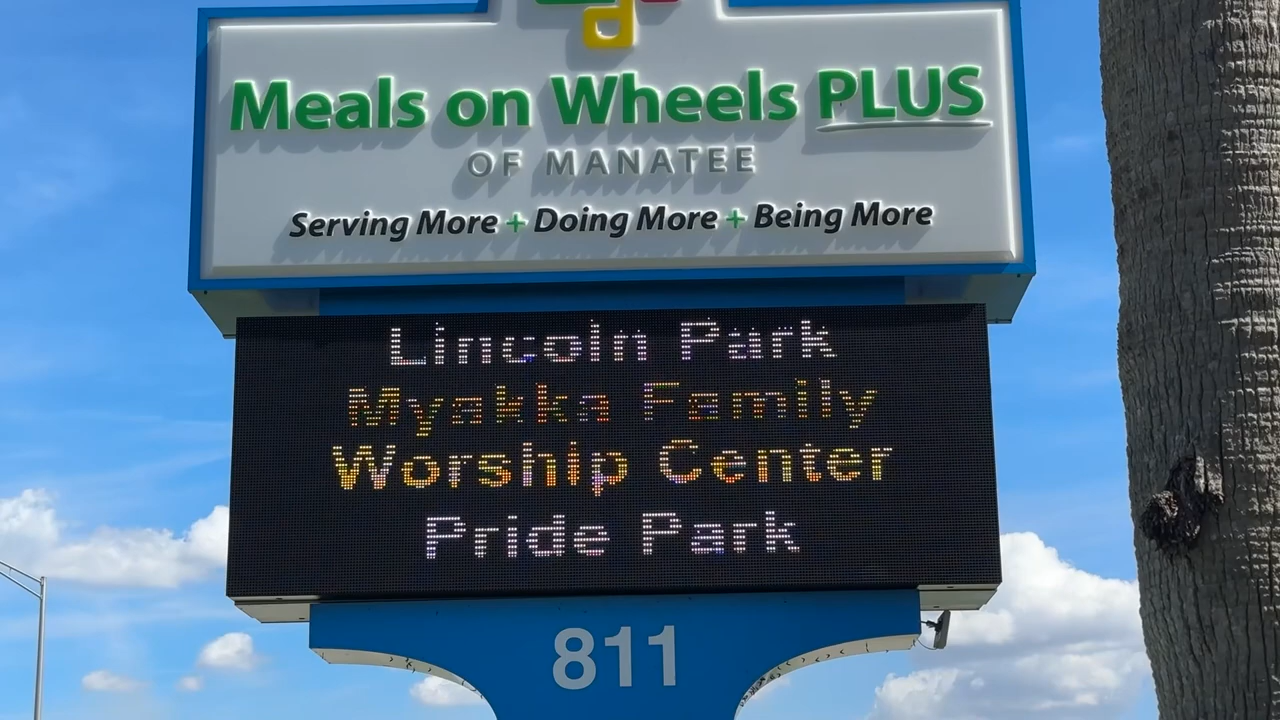 Meals on Wheels PLUS
OF MANATEE
Serving More + Doing More + Being More
Lincoln Park
Myakka Family
Worship Center
Pride Park
811